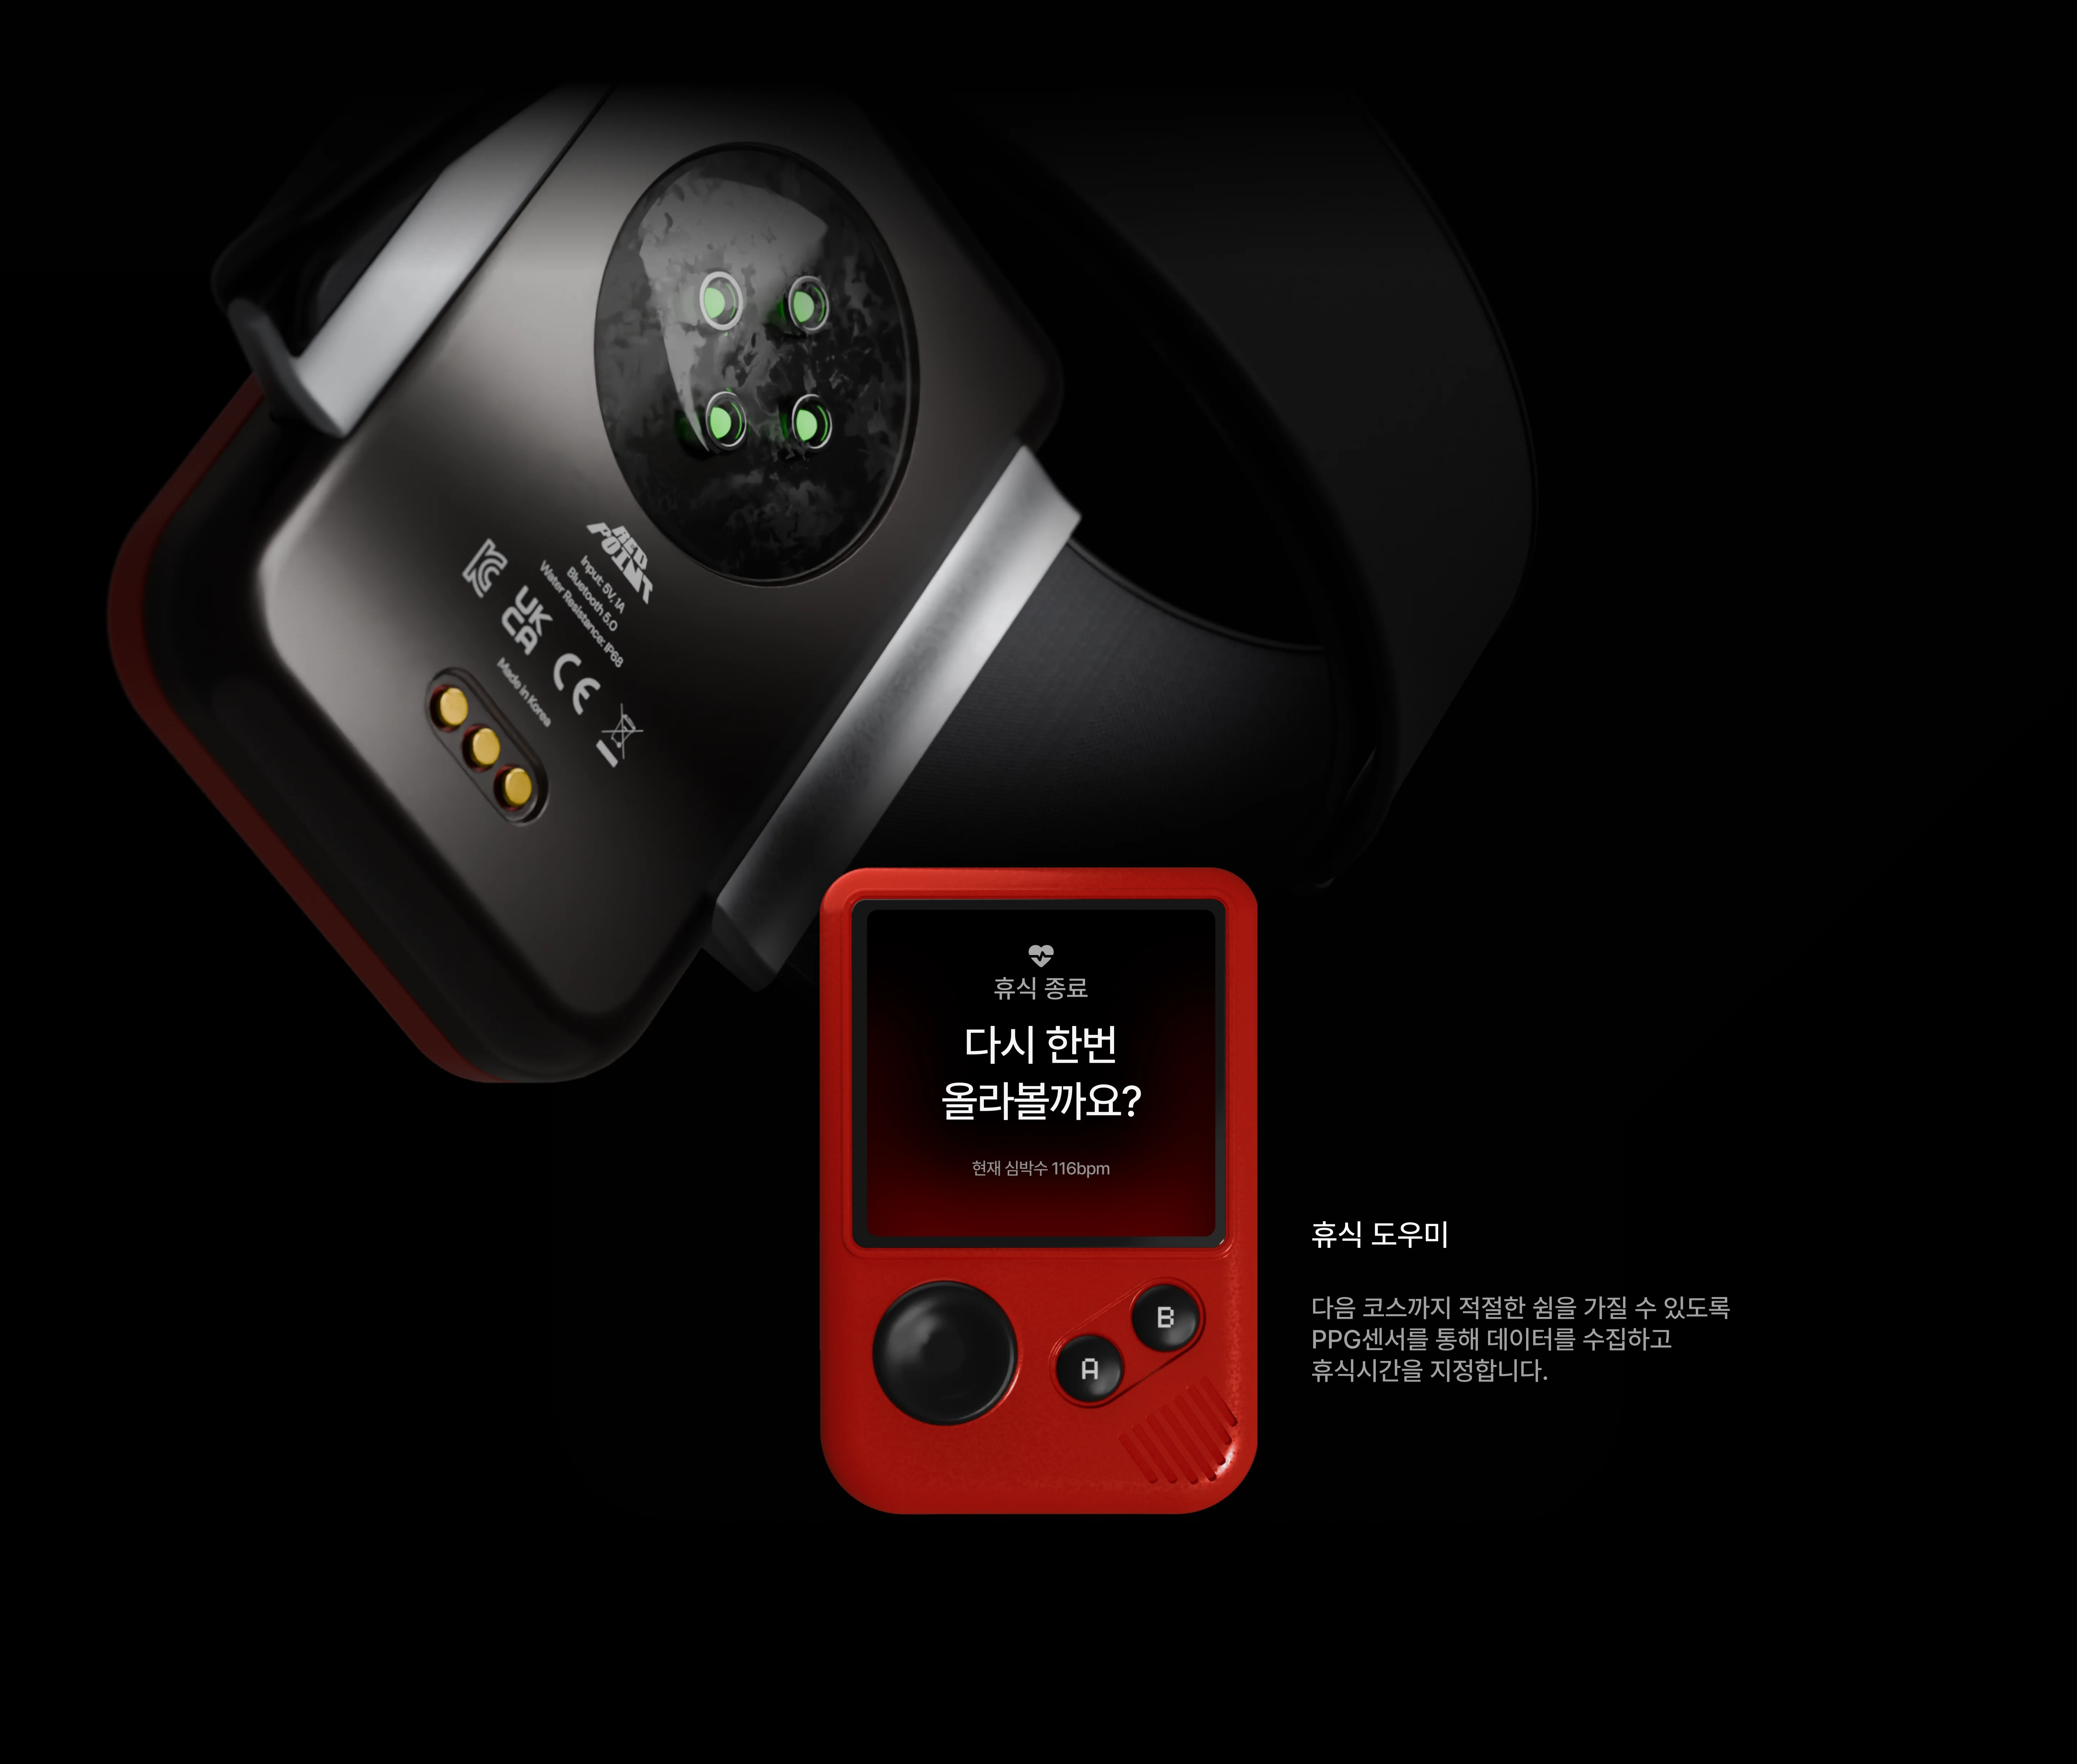 RED
POINT
Input: 5V, 1A
Bluetooth 5.0
Water Resistance: IP68
UK
CA
CE
Made in Korea
휴식 종료
다시 한번
올라볼까요?
현재 심박수 116bpm
B
A
휴식 도우미
다음 코스까지 적절한 쉼을 가질 수 있도록
PPG센서를 통해 데이터를 수집하고
휴식시간을 지정합니다.